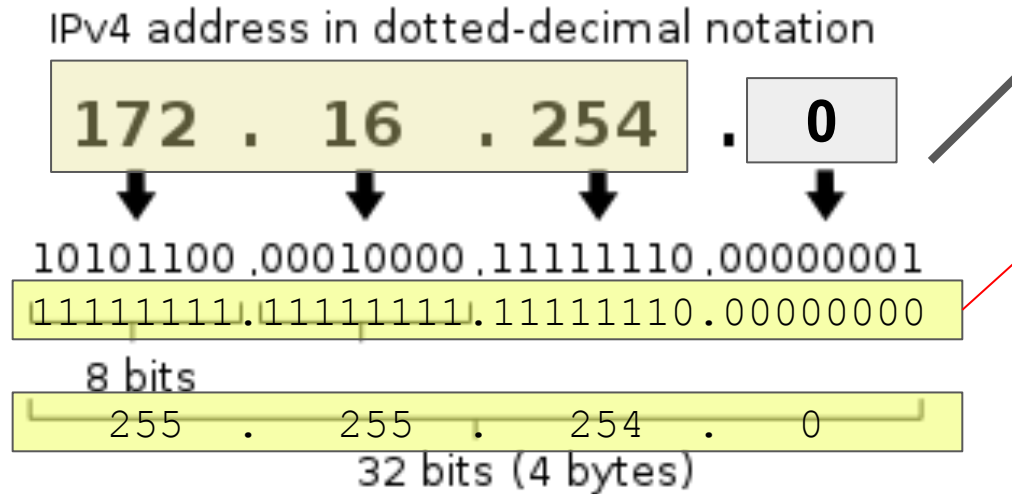 IPv4 address in dotted-decimal notation
172 . 16 . 254 . 0
10101100 .00010000 .11111110 .00000001
11111111.11111111.11111110.00000000
8 bits
255 . 255 . 254 . 0
32 bits (4 bytes)